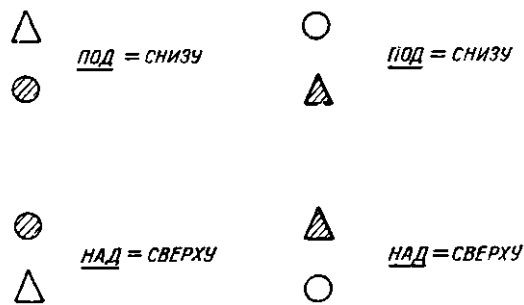 ПОД = СНИЗУ
ПОД = СНИЗУ
НАД = СВЕРХУ
НАД = СВЕРХУ